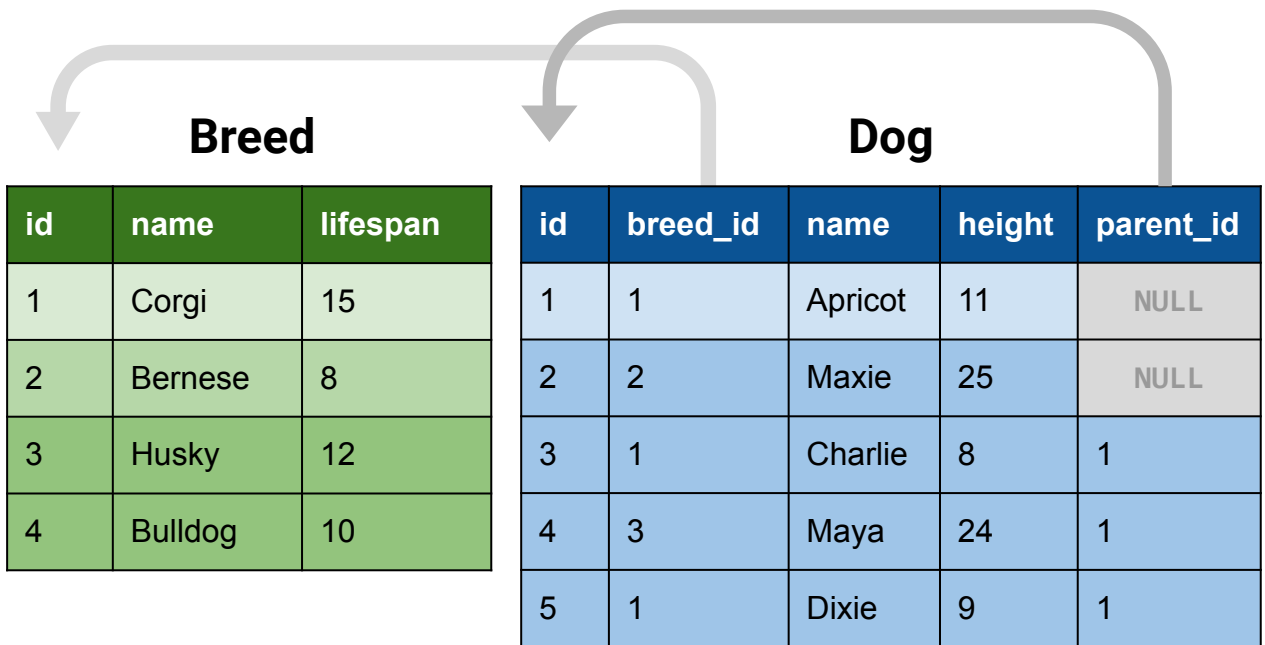 Breed
id name lifespan
1 Corgi 15
2 Bernese 8
3 Husky 12
4 Bulldog 10
Dog
id breed_id name height parent_id
1 1 Apricot 11 NULL
2 2 Maxie 25 NULL
3 1 Charlie 8 1
4 3 Maya 24 1
5 1 Dixie 9 1